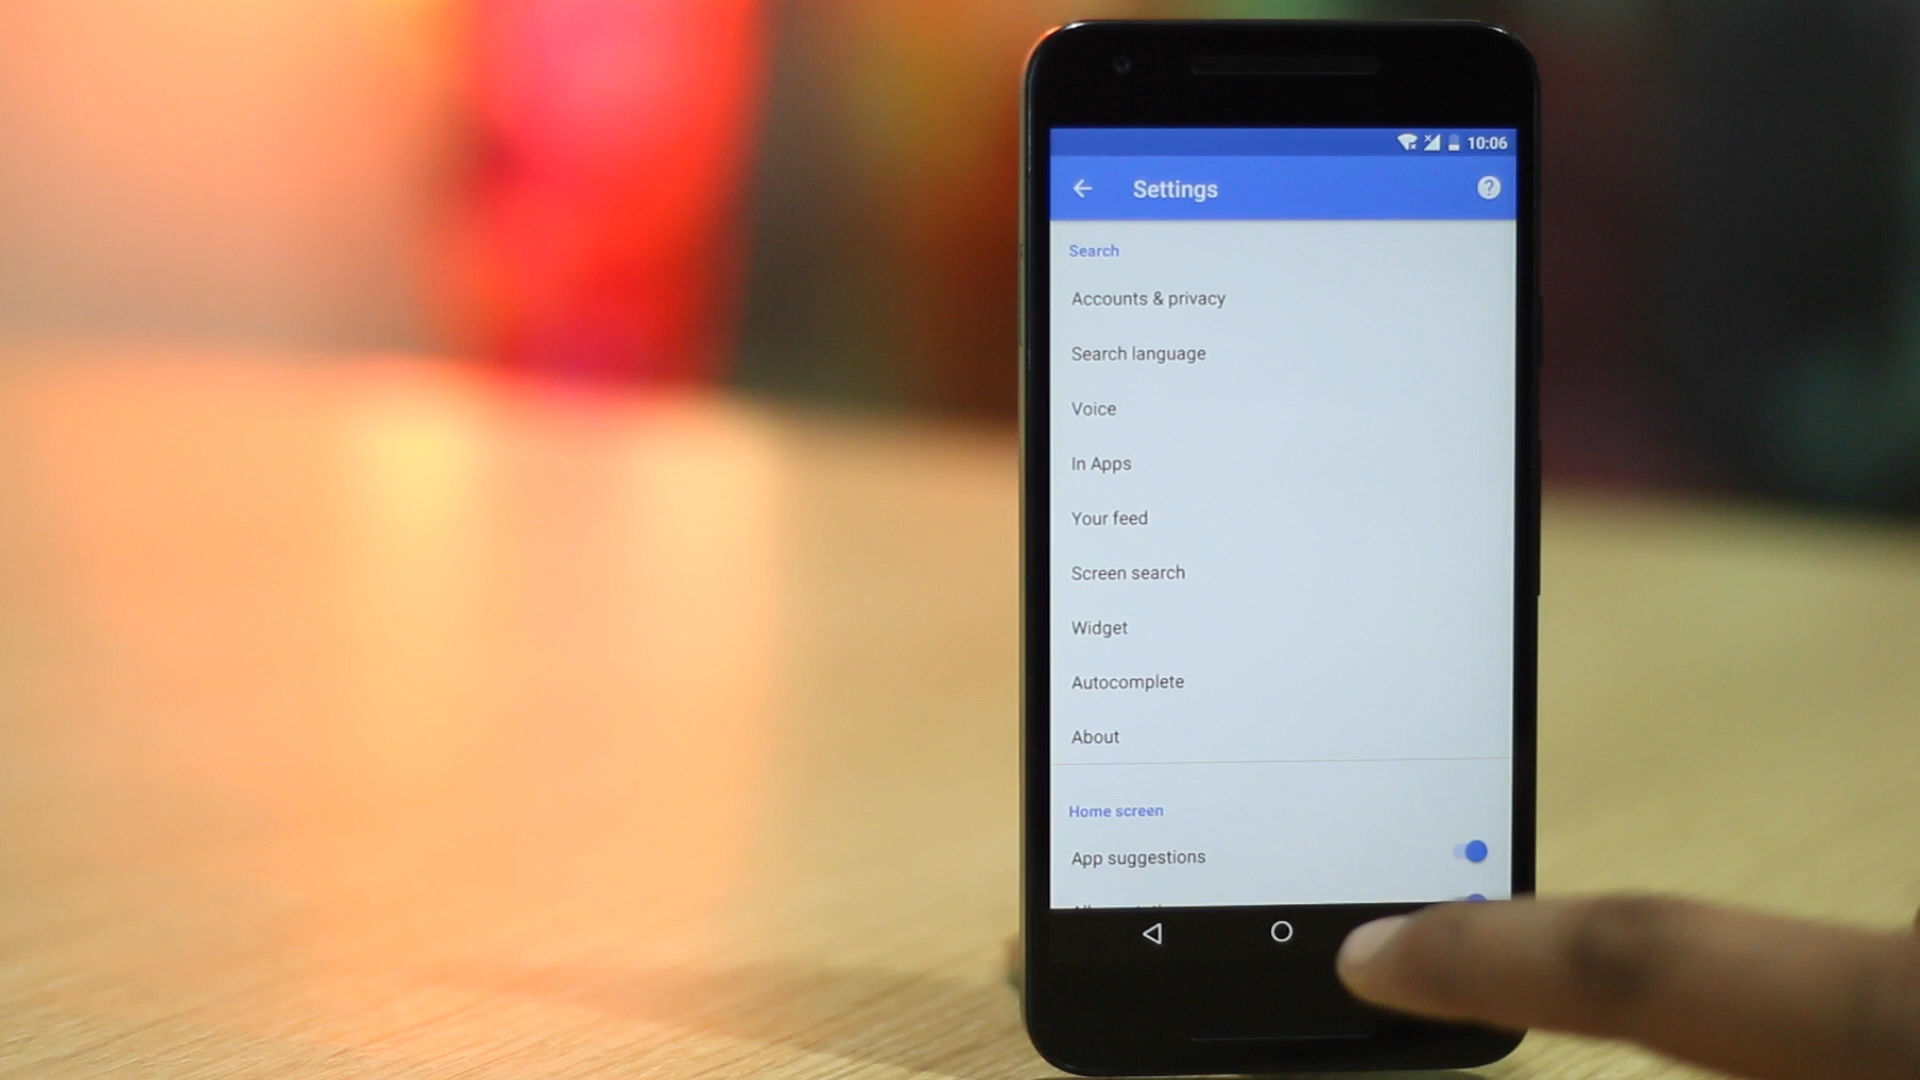 10:06
Settings
Search
Accounts & privacy
Search language
Voice
In Apps
Your feed
Screen search
Widget
Autocomplete
About
Home screen
App suggestions